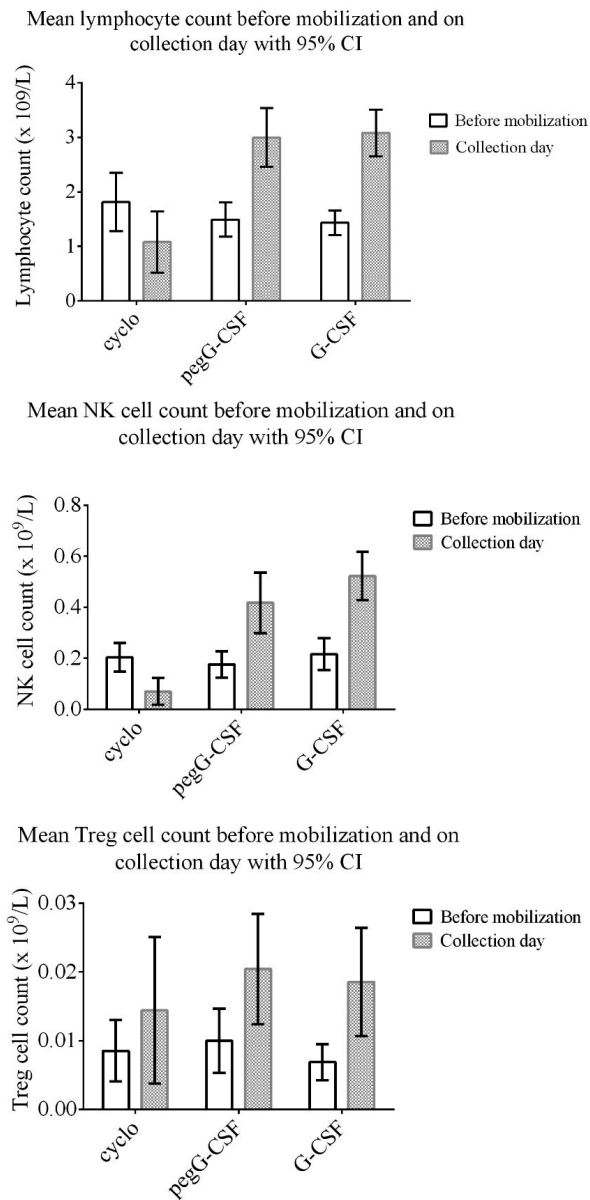 Mean lymphocyte count before mobilization and on
collection day with 95% CI
Lymphocyte count (x 109/L)
4
3
2
1
0
Before mobilization
Collection day
cyclo
pegG-CSF
G-CSF
Mean NK cell count before mobilization and on
collection day with 95% CI
NK cell count (x 10⁹/L)
0.8
0.6
0.4
0.2
0.0
Before mobilization
Collection day
cyclo
pegG-CSF
G-CSF
Mean Treg cell count before mobilization and on
collection day with 95% CI
Treg cell count (x 10⁹/L)
0.03
0.02
0.01
0.00
Before mobilization
Collection day
cyclo
pegG-CSF
G-CSF